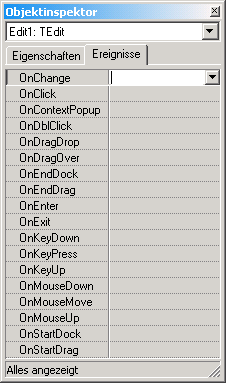 Objektinspektor
Edit1: TEdit
Eigenschaften Ereignisse
OnChange
OnClick
OnContextPopup
OnDblClick
OnDragDrop
OnDragOver
OnEndDock
OnEndDrag
OnEnter
OnExit
OnKeyDown
OnKeyPress
OnKeyUp
OnMouseDown
OnMouseMove
OnMouseUp
OnStartDock
OnStartDrag
Alles angezeigt